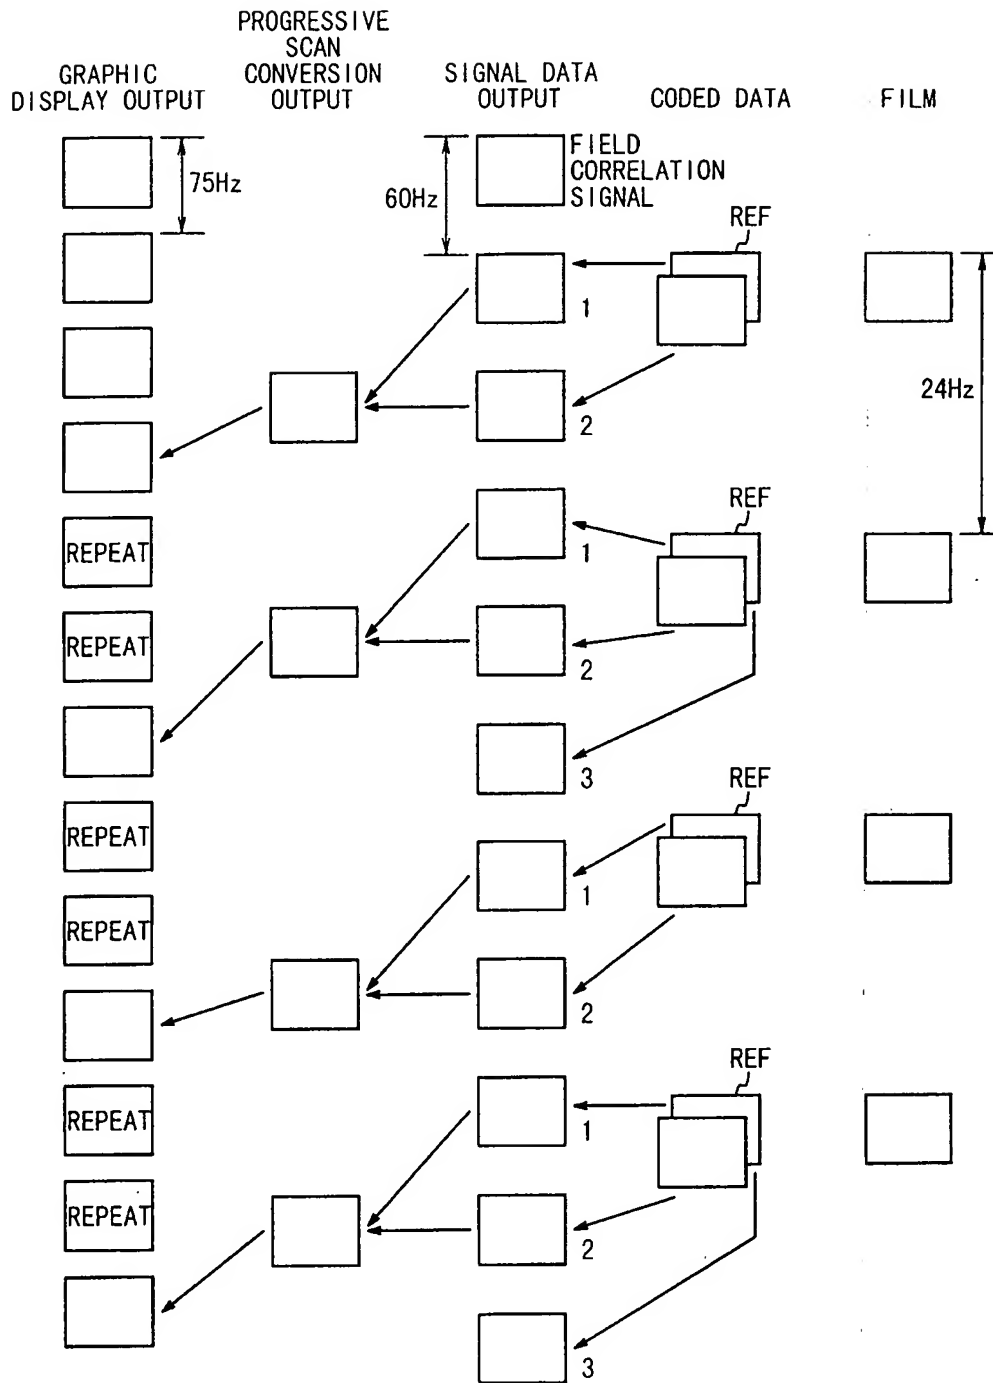 GRAPHIC
DISPLAY OUTPUT
PROGRESSIVE
SCAN
CONVERSION
OUTPUT
SIGNAL DATA
OUTPUT
CODED DATA
FILM
75Hz
60Hz
FIELD
CORRELATION
SIGNAL
REF
1
24Hz
2
REF
REPEAT
1
REPEAT
2
3
REF
REPEAT
1
REPEAT
2
REF
REPEAT
1
REPEAT
2
3